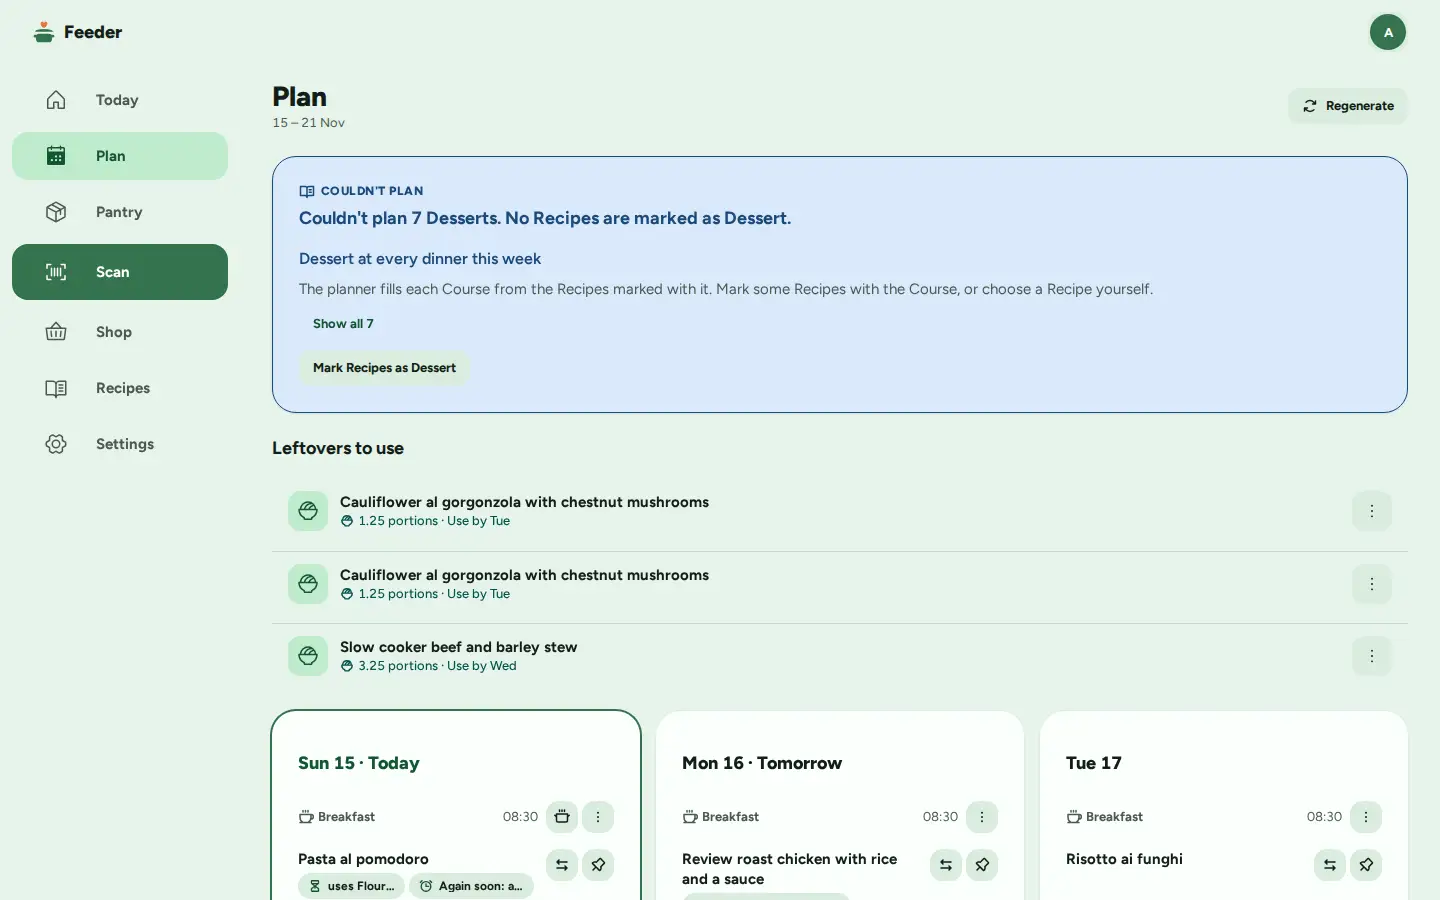 Feeder
A
Today
Plan
Pantry
Scan
Shop
Recipes
Settings
Plan
15 – 21 Nov
Regenerate
COULDN'T PLAN
Couldn't plan 7 Desserts. No Recipes are marked as Dessert.
Dessert at every dinner this week
The planner fills each Course from the Recipes marked with it. Mark some Recipes with the Course, or choose a Recipe yourself.
Show all 7
Mark Recipes as Dessert
Leftovers to use
Cauliflower al gorgonzola with chestnut mushrooms
1.25 portions · Use by Tue
Cauliflower al gorgonzola with chestnut mushrooms
1.25 portions · Use by Tue
Slow cooker beef and barley stew
3.25 portions · Use by Wed
Sun 15 · Today
Breakfast 08:30
Pasta al pomodoro
uses Flour... Again soon: a...
Mon 16 · Tomorrow
Breakfast 08:30
Review roast chicken with rice
and a sauce
Tue 17
Breakfast 08:30
Risotto ai funghi